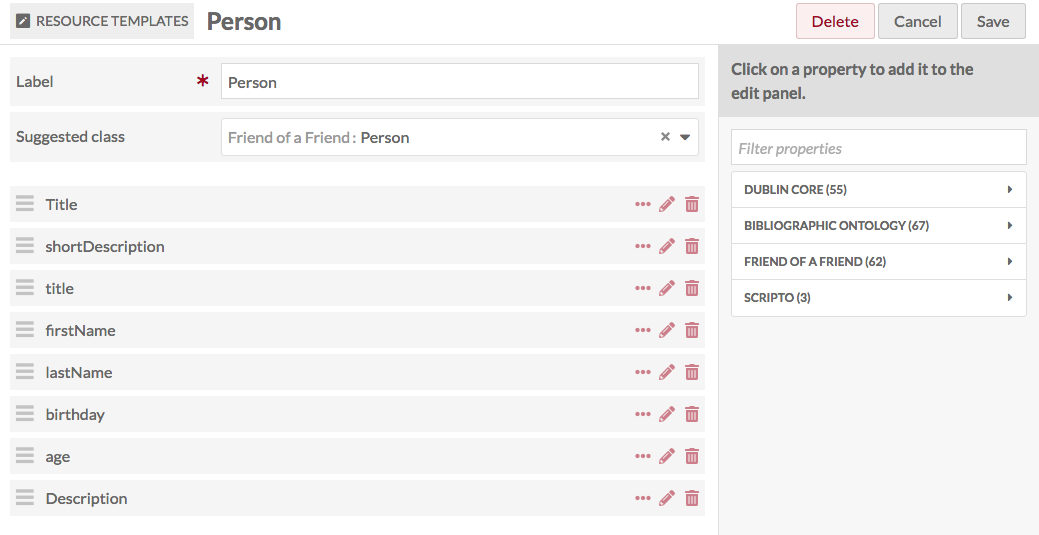 RESOURCE TEMPLATES Person
Delete Cancel Save
Label * Person
Suggested class Friend of a Friend : Person ×
Title
shortDescription
title
firstName
lastName
birthday
age
Description
Click on a property to add it to the
edit panel.
Filter properties
DUBLIN CORE (55)
BIBLIOGRAPHIC ONTOLOGY (67)
FRIEND OF A FRIEND (62)
SCRIPTO (3)